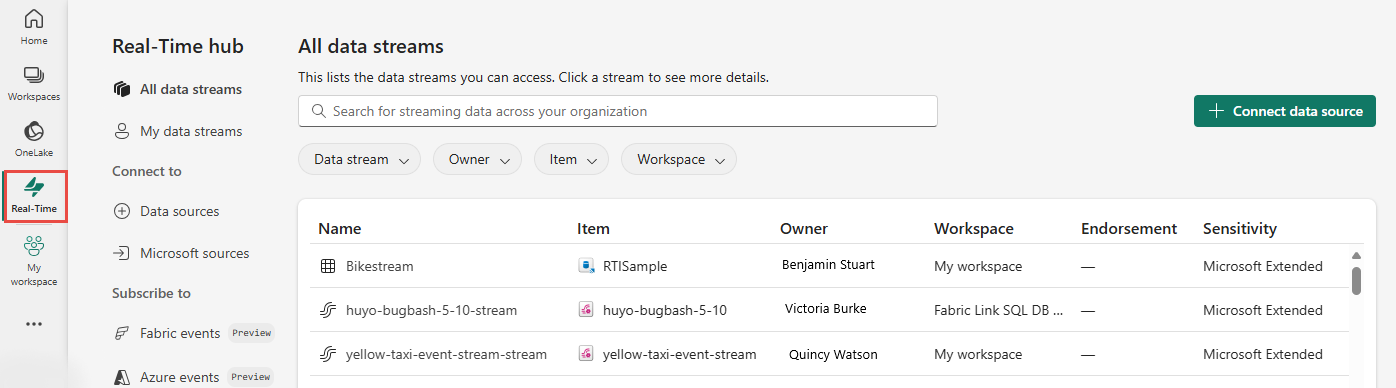 Home
Workspaces
OneLake
Real-Time
My
workspace
Real-Time hub
All data streams
My data streams
Connect to
Data sources
Microsoft sources
Subscribe to
Fabric events Preview
Azure events Preview
All data streams
This lists the data streams you can access. Click a stream to see more details.
Search for streaming data across your organization
Connect data source
Data stream Owner Item Workspace
Name Item Owner Workspace Endorsement Sensitivity
Bikestream RTISample Benjamin Stuart My workspace — Microsoft Extended
huyo-bugbash-5-10-stream huyo-bugbash-5-10 Victoria Burke Fabric Link SQL DB ... — Microsoft Extended
yellow-taxi-event-stream-stream yellow-taxi-event-stream Quincy Watson My workspace — Microsoft Extended